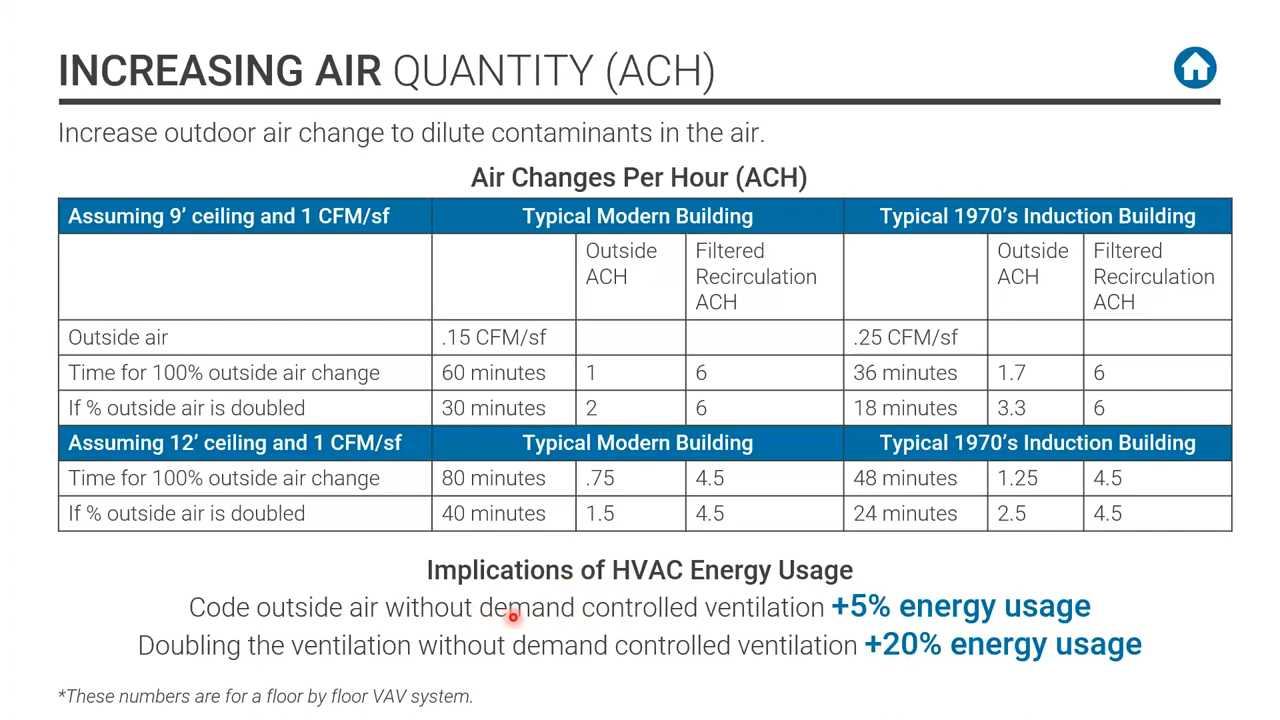 INCREASING AIR QUANTITY (ACH)
Increase outdoor air change to dilute contaminants in the air.
Air Changes Per Hour (ACH)
Assuming 9' ceiling and 1 CFM/sf Typical Modern Building Typical 1970's Induction Building
Outside ACH Filtered Recirculation ACH Outside ACH Filtered Recirculation ACH
Outside air .15 CFM/sf .25 CFM/sf
Time for 100% outside air change 60 minutes 1 6 36 minutes 1.7 6
If % outside air is doubled 30 minutes 2 6 18 minutes 3.3 6
Assuming 12' ceiling and 1 CFM/sf Typical Modern Building Typical 1970's Induction Building
Time for 100% outside air change 80 minutes .75 4.5 48 minutes 1.25 4.5
If % outside air is doubled 40 minutes 1.5 4.5 24 minutes 2.5 4.5
Implications of HVAC Energy Usage
Code outside air without demand controlled ventilation +5% energy usage
Doubling the ventilation without demand controlled ventilation +20% energy usage
*These numbers are for a floor by floor VAV system.